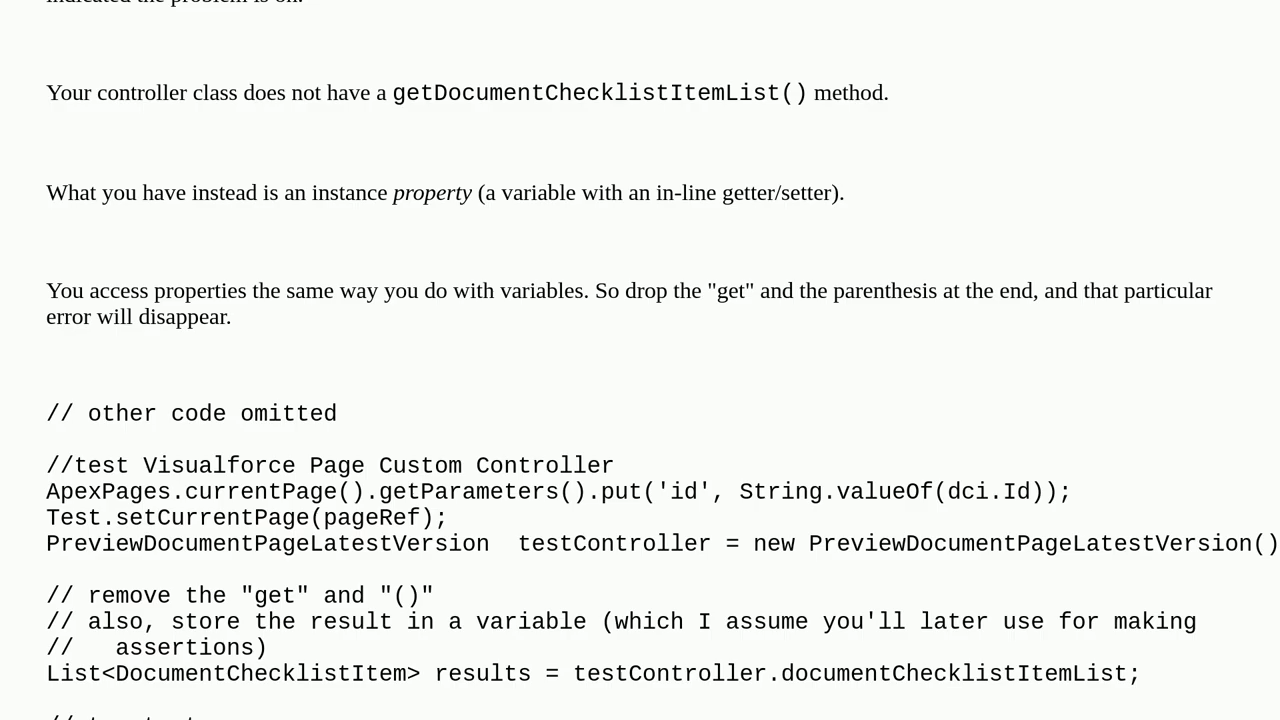 indicated the problem is on.
Your controller class does not have a getDocumentChecklistItemList() method.
What you have instead is an instance property (a variable with an in-line getter/setter).
You access properties the same way you do with variables. So drop the "get" and the parenthesis at the end, and that particular
error will disappear.
// other code omitted
//test Visualforce Page Custom Controller
ApexPages.currentPage().getParameters().put('id', String.valueOf(dci.Id));
Test.setCurrentPage(pageRef);
PreviewDocumentPageLatestVersion  testController = new PreviewDocumentPageLatestVersion()
// remove the "get" and "()"
// also, store the result in a variable (which I assume you'll later use for making
//   assertions)
List<DocumentChecklistItem> results = testController.documentChecklistItemList;